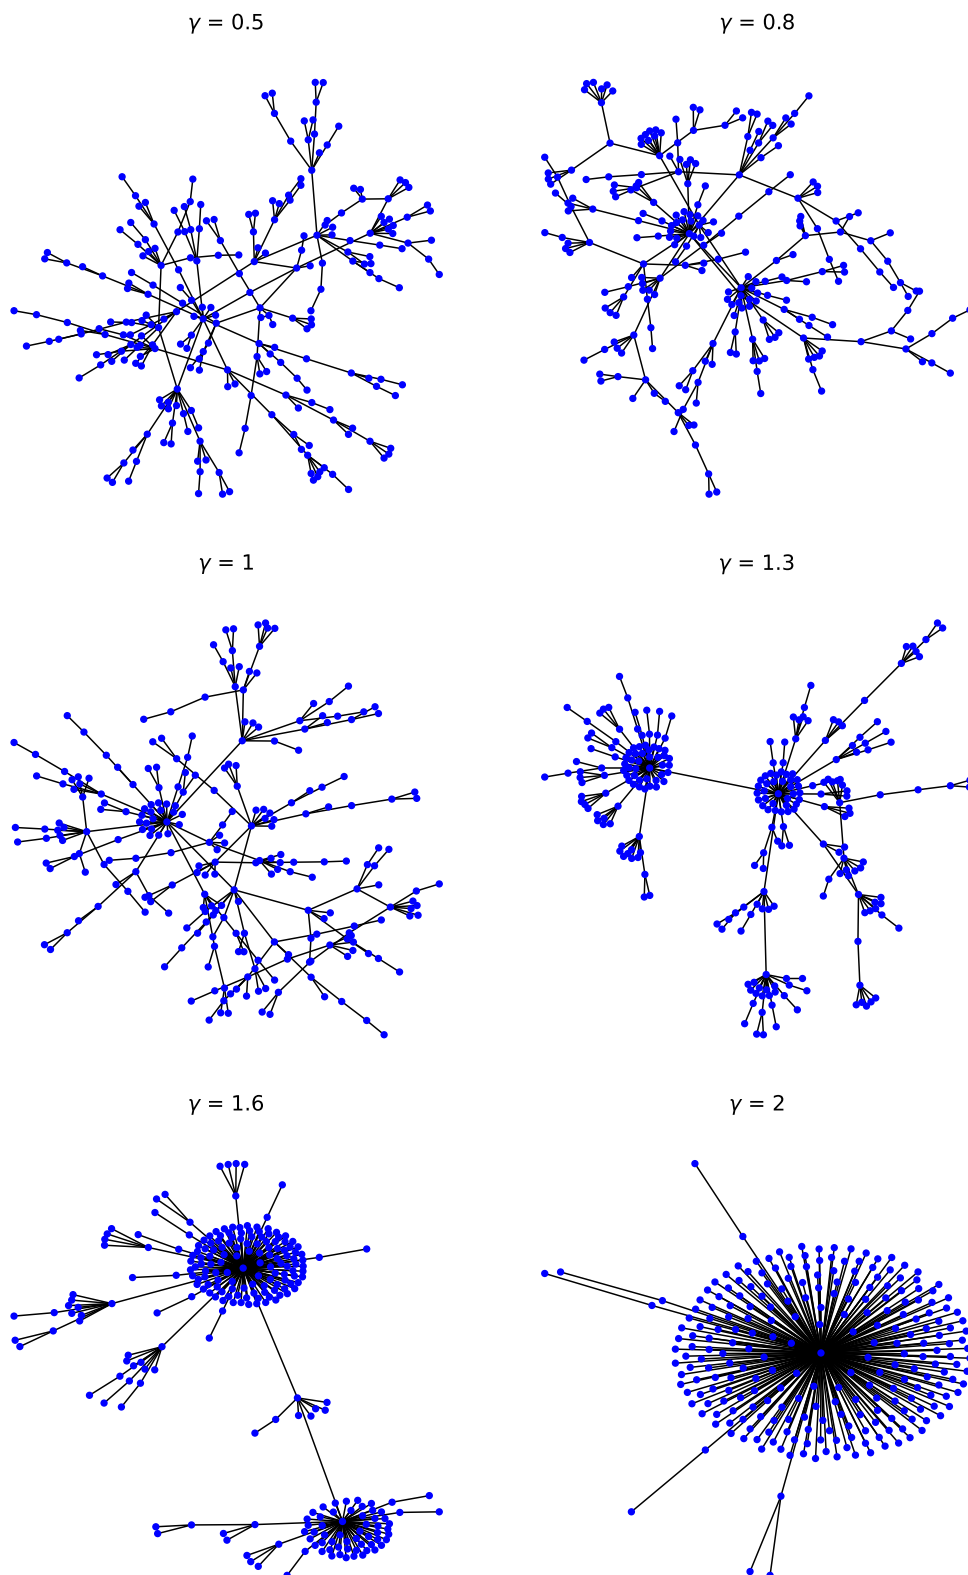 γ = 0.5
γ = 0.8
γ = 1
γ = 1.3
γ = 1.6
γ = 2